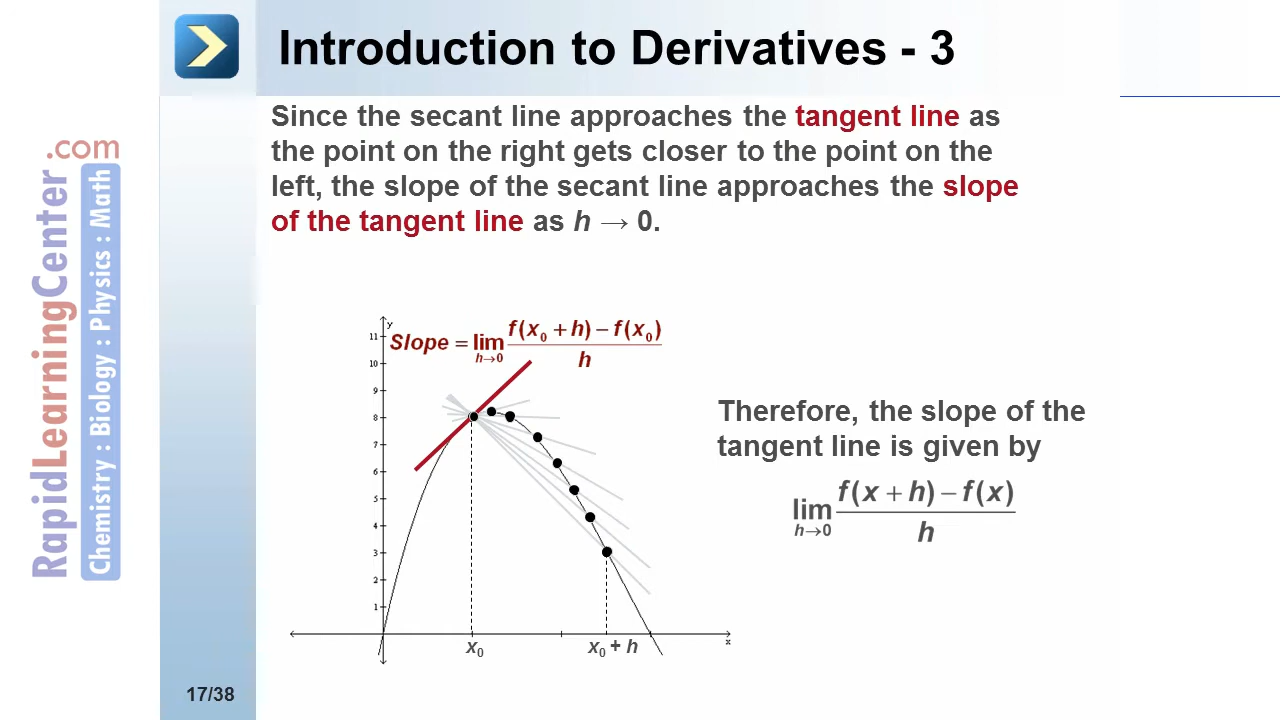 Introduction to Derivatives - 3
Since the secant line approaches the tangent line as
the point on the right gets closer to the point on the
left, the slope of the secant line approaches the slope
of the tangent line as h → 0.
RapidLearningCenter.com
Chemistry : Biology : Physics : Math
y
Slope = lim h→0 f(x₀ + h) – f(x₀) / h
11
10
9
8
7
6
5
4
3
2
1
x
x₀
x₀ + h
Therefore, the slope of the
tangent line is given by
lim h→0 f(x + h) – f(x) / h
17/38